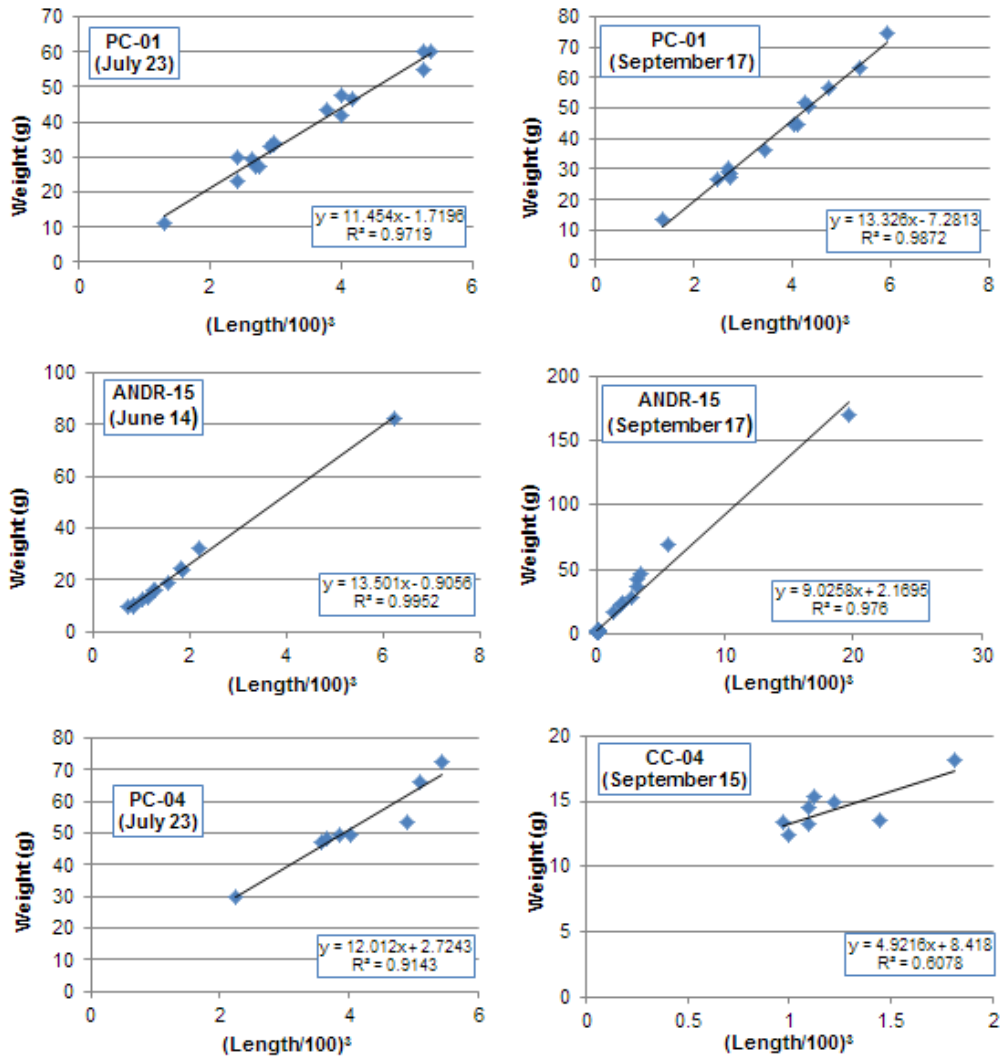 70
60
50
40
30
20
10
0
Weight (g)
PC-01
(July 23)
y = 11.454x - 1.7196
R² = 0.9719
0 2 4 6
(Length/100)³
80
70
60
50
40
30
20
10
0
Weight (g)
PC-01
(September 17)
y = 13.326x - 7.2813
R² = 0.9872
0 2 4 6 8
(Length/100)³
100
80
60
40
20
0
Weight (g)
ANDR-15
(June 14)
y = 13.501x - 0.9056
R² = 0.9952
0 2 4 6 8
(Length/100)³
200
150
100
50
0
Weight (g)
ANDR-15
(September 17)
y = 9.0258x + 2.1695
R² = 0.976
0 10 20 30
(Length/100)³
80
70
60
50
40
30
20
10
0
Weight (g)
PC-04
(July 23)
y = 12.012x + 2.7243
R² = 0.9143
0 2 4 6
(Length/100)³
20
15
10
5
0
Weight (g)
CC-04
(September 15)
y = 4.9216x + 8.418
R² = 0.6078
0 0.5 1 1.5 2
(Length/100)³